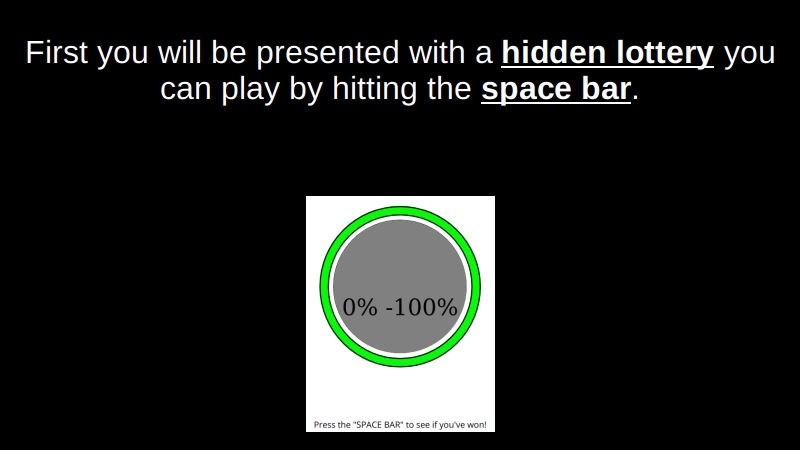 First you will be presented with a hidden lottery you
can play by hitting the space bar.
0% -100%
Press the "SPACE BAR" to see if you've won!